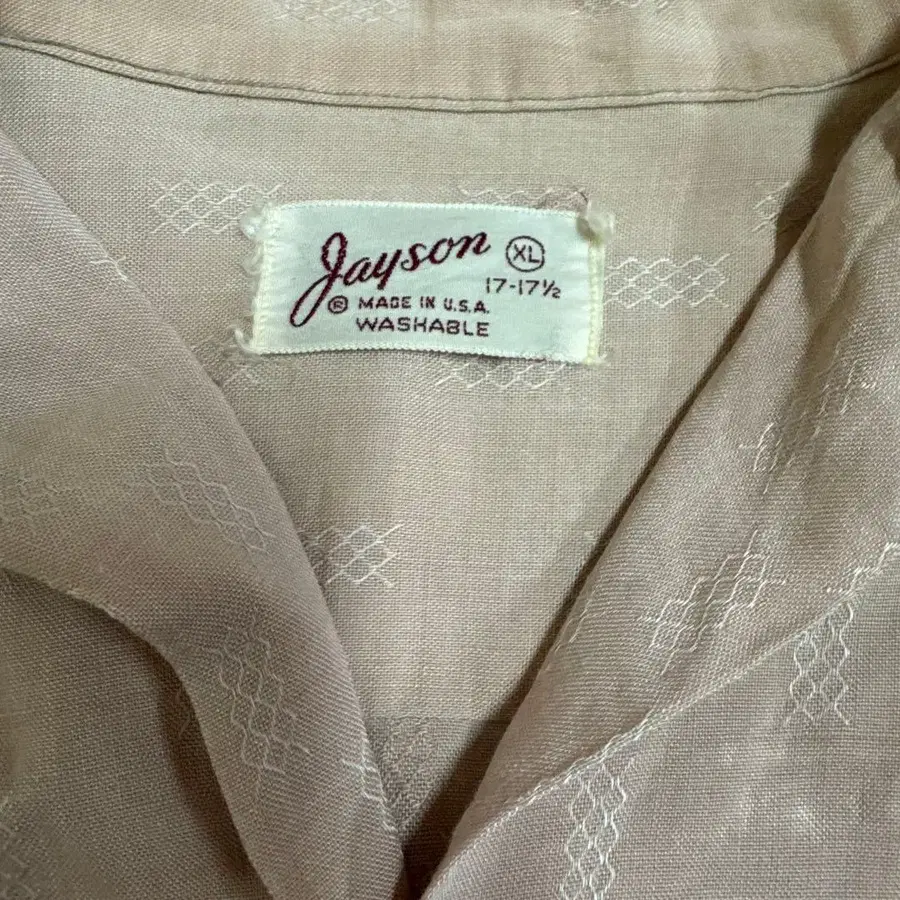 Jayson XL
17-17½
® MADE IN U.S.A.
WASHABLE